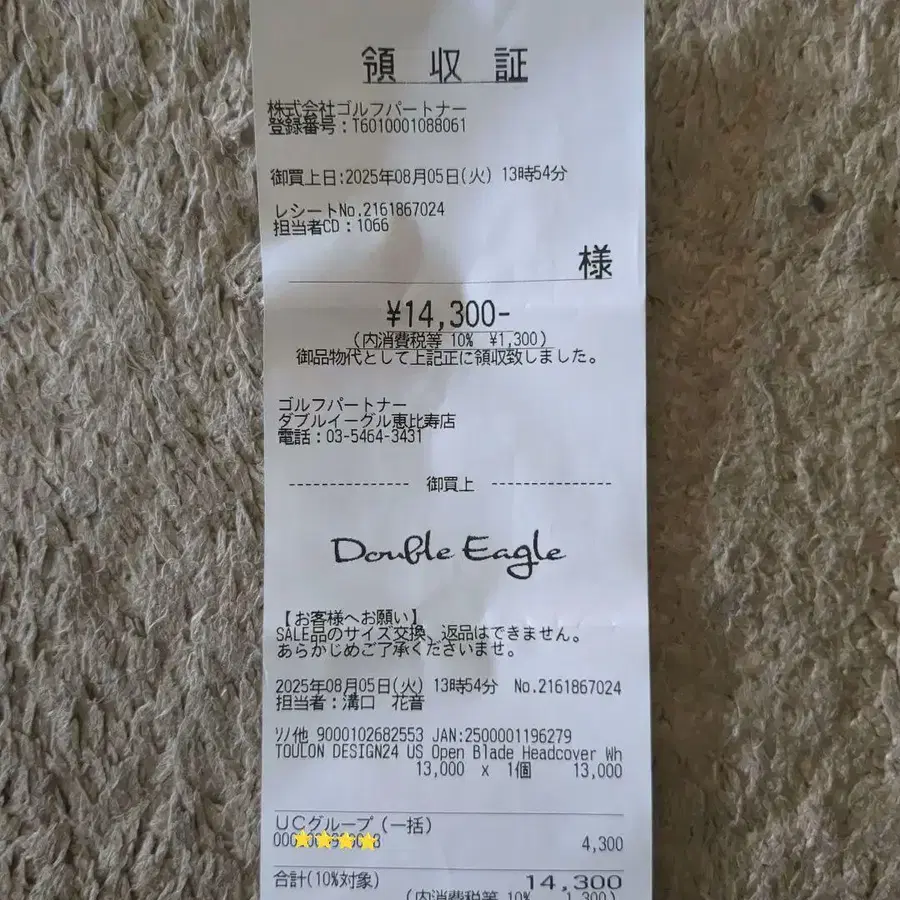 領収証
株式会社ゴルフパートナー
登録番号：T6010001088061
御買上日:2025年08月05日(火) 13時54分
レシートNo.2161867024
担当者CD：1066
様
¥14,300-
(内消費税等 10% ¥1,300)
御品物代として上記正に領収致しました。
ゴルフパートナー
ダブルイーグル恵比寿店
電話：03-5464-3431
--------------- 御買上 ---------------
Double Eagle
【お客様へお願い】
SALE品のサイズ交換、返品はできません。
あらかじめご了承くださいませ。
2025年08月05日(火) 13時54分 No.2161867024
担当者：溝口 花音
ソノ他 9000102682553 JAN:2500001196279
TOULON DESIGN24 US Open Blade Headcover Wh
13,000 x 1個 13,000
UCグループ (一括)
4,300
合計(10%対象) 14,300
(内消費税等 10% 1,300)